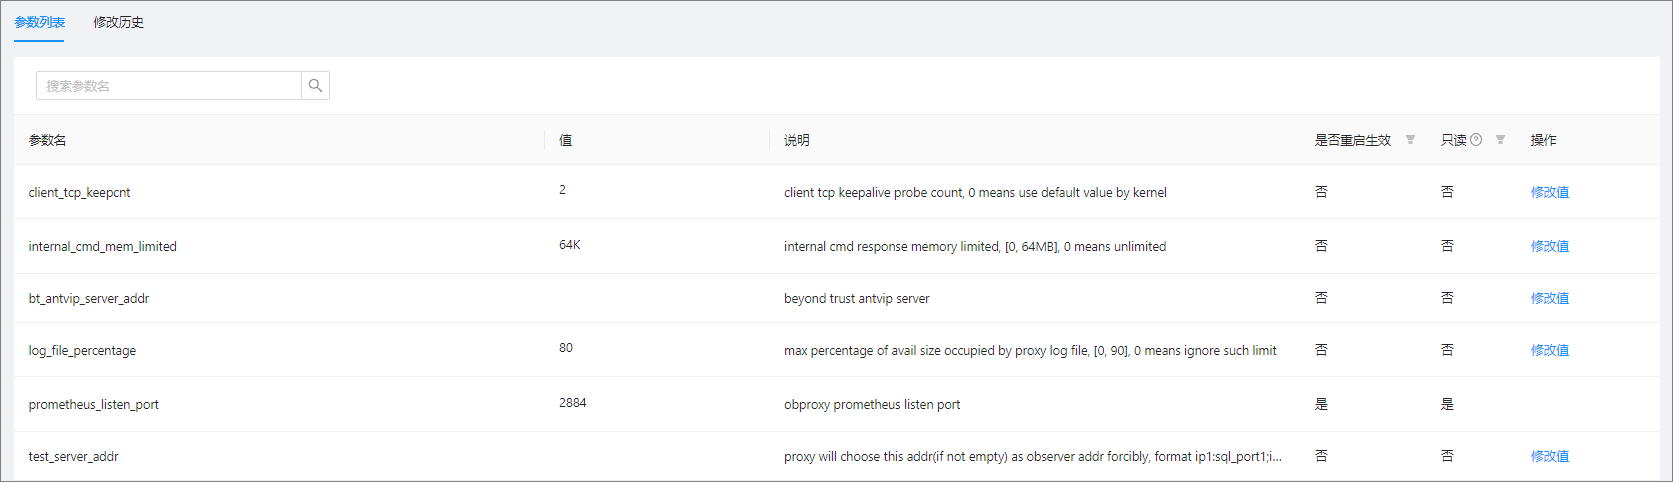 参数列表 修改历史
搜索参数名
参数名 值 说明 是否重启生效 只读 操作
client_tcp_keepcnt 2 client tcp keepalive probe count, 0 means use default value by kernel 否 否 修改值
internal_cmd_mem_limited 64K internal cmd response memory limited, [0, 64MB], 0 means unlimited 否 否 修改值
bt_antvip_server_addr beyond trust antvip server 否 否 修改值
log_file_percentage 80 max percentage of avail size occupied by proxy log file, [0, 90], 0 means ignore such limit 否 否 修改值
prometheus_listen_port 2884 obproxy prometheus listen port 是 是
test_server_addr proxy will choose this addr(if not empty) as observer addr forcibly, format ip1:sql_port1;i... 否 否 修改值